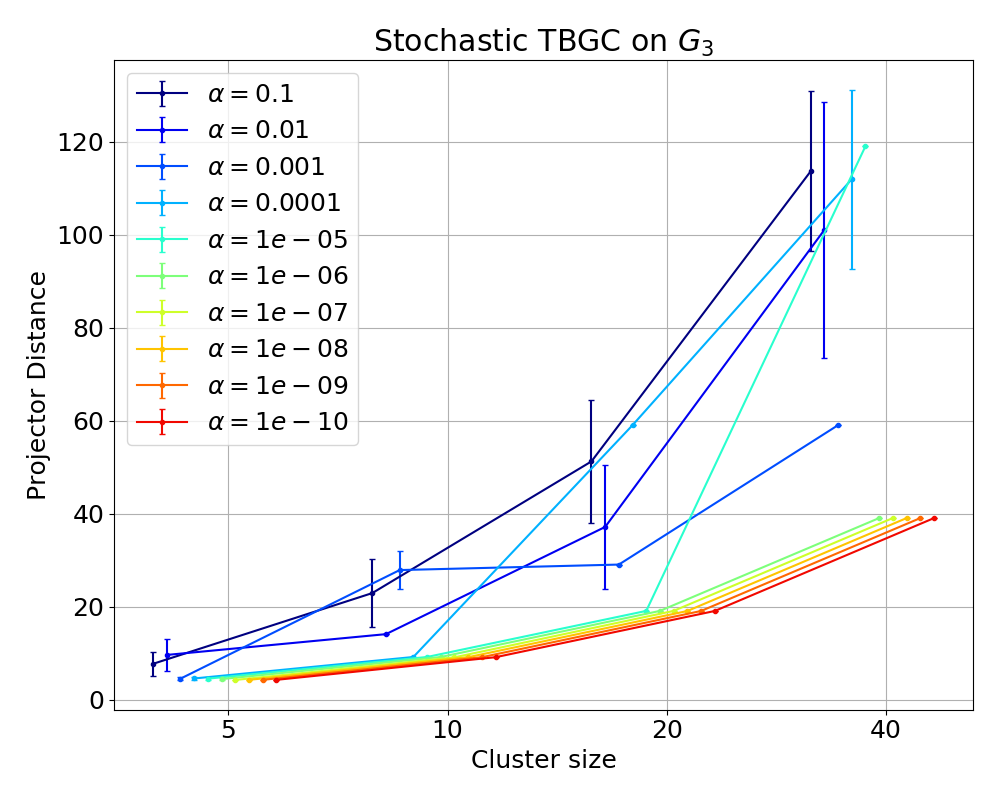 Stochastic TBGC on G₃
α = 0.1
α = 0.01
α = 0.001
α = 0.0001
α = 1e − 05
α = 1e − 06
α = 1e − 07
α = 1e − 08
α = 1e − 09
α = 1e − 10
Projector Distance
120
100
80
60
40
20
0
5 10 20 40
Cluster size